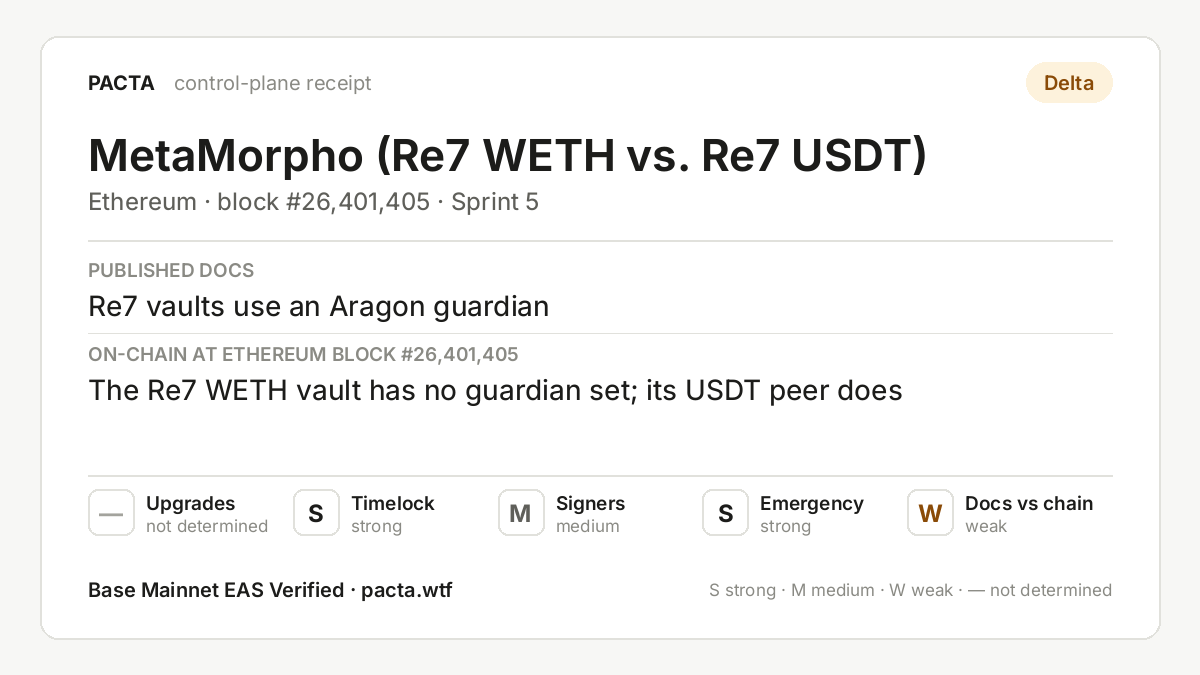 PACTA control-plane receipt Delta
MetaMorpho (Re7 WETH vs. Re7 USDT)
Ethereum · block #26,401,405 · Sprint 5
PUBLISHED DOCS
Re7 vaults use an Aragon guardian
ON-CHAIN AT ETHEREUM BLOCK #26,401,405
The Re7 WETH vault has no guardian set; its USDT peer does
— Upgrades not determined
S Timelock strong
M Signers medium
S Emergency strong
W Docs vs chain weak
Base Mainnet EAS Verified · pacta.wtf
S strong · M medium · W weak · — not determined